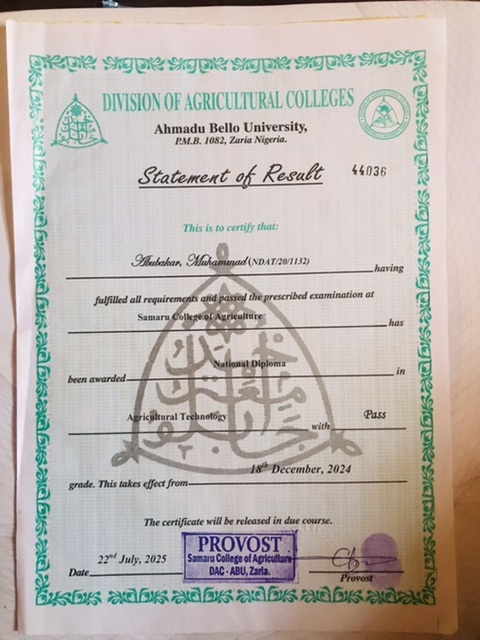 DIVISION OF AGRICULTURAL COLLEGES
Ahmadu Bello University,
P.M.B. 1082, Zaria Nigeria.
Statement of Result 44036
This is to certify that:
Abubakar, Muhammad (NDAT/20/1132) having
fulfilled all requirements and passed the prescribed examination at
Samaru College of Agriculture has
been awarded National Diploma in
Agricultural Technology with Pass
grade. This takes effect from 18th December, 2024
The certificate will be released in due course.
Date 22nd July, 2025
PROVOST
Samaru College of Agriculture
DAC - ABU, Zaria.
Provost